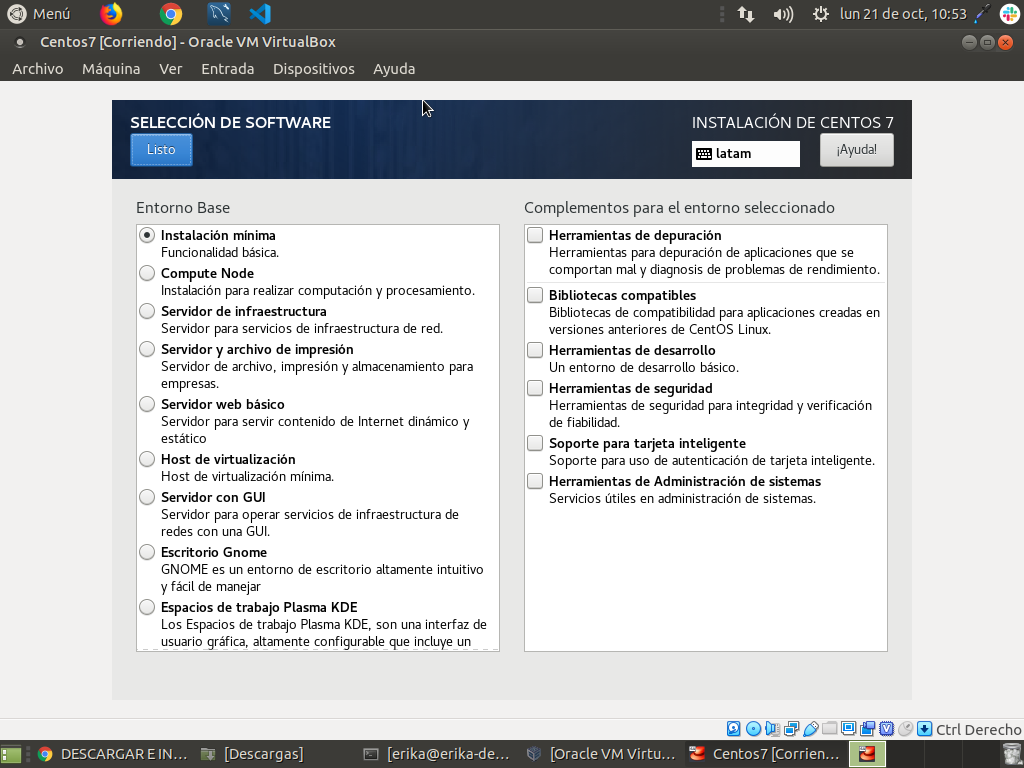 Menú
lun 21 de oct, 10:53
Centos7 [Corriendo] - Oracle VM VirtualBox
Archivo Máquina Ver Entrada Dispositivos Ayuda
SELECCIÓN DE SOFTWARE
Listo
INSTALACIÓN DE CENTOS 7
latam
¡Ayuda!
Entorno Base
Instalación mínima
Funcionalidad básica.
Compute Node
Instalación para realizar computación y procesamiento.
Servidor de infraestructura
Servidor para servicios de infraestructura de red.
Servidor y archivo de impresión
Servidor de archivo, impresión y almacenamiento para
empresas.
Servidor web básico
Servidor para servir contenido de Internet dinámico y
estático
Host de virtualización
Host de virtualización mínima.
Servidor con GUI
Servidor para operar servicios de infraestructura de
redes con una GUI.
Escritorio Gnome
GNOME es un entorno de escritorio altamente intuitivo
y fácil de manejar
Espacios de trabajo Plasma KDE
Los Espacios de trabajo Plasma KDE, son una interfaz de
usuario gráfica, altamente configurable que incluye un
Complementos para el entorno seleccionado
Herramientas de depuración
Herramientas para depuración de aplicaciones que se
comportan mal y diagnosis de problemas de rendimiento.
Bibliotecas compatibles
Bibliotecas de compatibilidad para aplicaciones creadas en
versiones anteriores de CentOS Linux.
Herramientas de desarrollo
Un entorno de desarrollo básico.
Herramientas de seguridad
Herramientas de seguridad para integridad y verificación
de fiabilidad.
Soporte para tarjeta inteligente
Soporte para uso de autenticación de tarjeta inteligente.
Herramientas de Administración de sistemas
Servicios útiles en administración de sistemas.
Ctrl Derecho
DESCARGAR E IN... [Descargas] [erika@erika-de... [Oracle VM Virtu... Centos7 [Corrien...